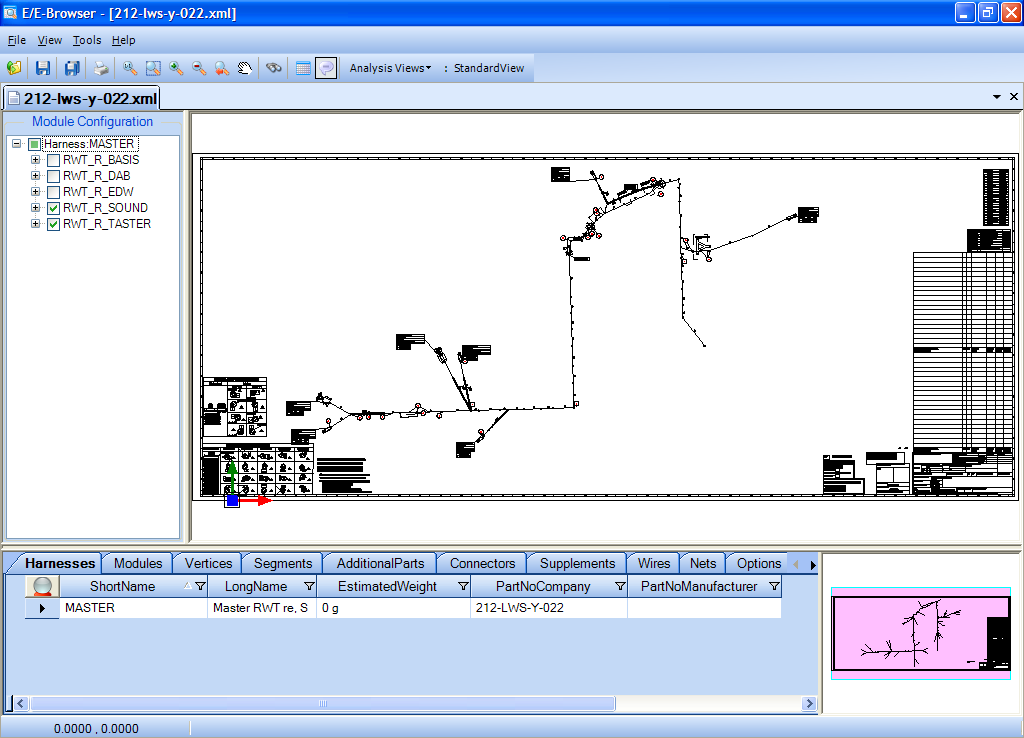 E/E-Browser - [212-lws-y-022.xml]
File View Tools Help
Analysis Views : StandardView
212-lws-y-022.xml
Module Configuration
Harness:MASTER
RWT_R_BASIS
RWT_R_DAB
RWT_R_EDW
RWT_R_SOUND
RWT_R_TASTER
Harnesses Modules Vertices Segments AdditionalParts Connectors Supplements Wires Nets Options
ShortName LongName EstimatedWeight PartNoCompany PartNoManufacturer
MASTER Master RWT re, S 0 g 212-LWS-Y-022
0.0000 , 0.0000